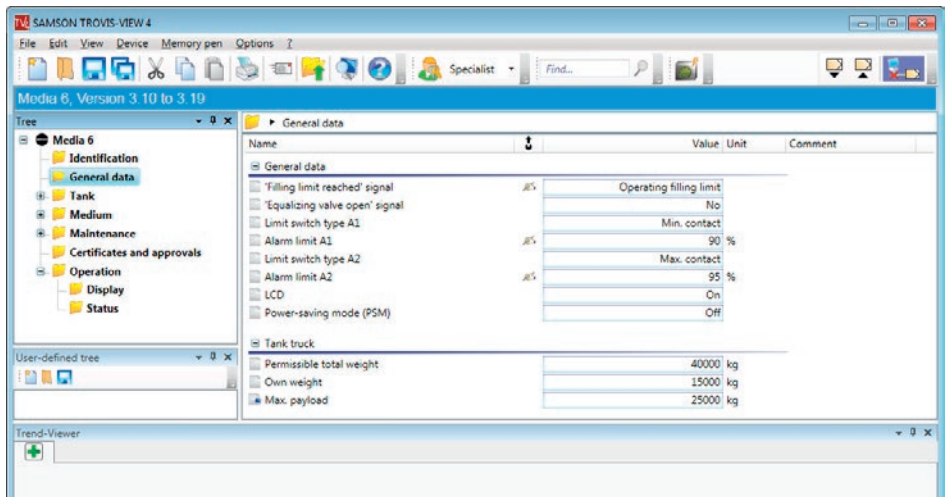 TV4 SAMSON TROVIS-VIEW 4
File Edit View Device Memory pen Options ?
Specialist Find...
Media 6, Version 3.10 to 3.19
Tree
Media 6
Identification
General data
Tank
Medium
Maintenance
Certificates and approvals
Operation
Display
Status
User-defined tree
General data
Name Value Unit Comment
General data
'Filling limit reached' signal Operating filling limit
'Equalizing valve open' signal No
Limit switch type A1 Min. contact
Alarm limit A1 90 %
Limit switch type A2 Max. contact
Alarm limit A2 95 %
LCD On
Power-saving mode (PSM) Off
Tank truck
Permissible total weight 40000 kg
Own weight 15000 kg
Max. payload 25000 kg
Trend-Viewer